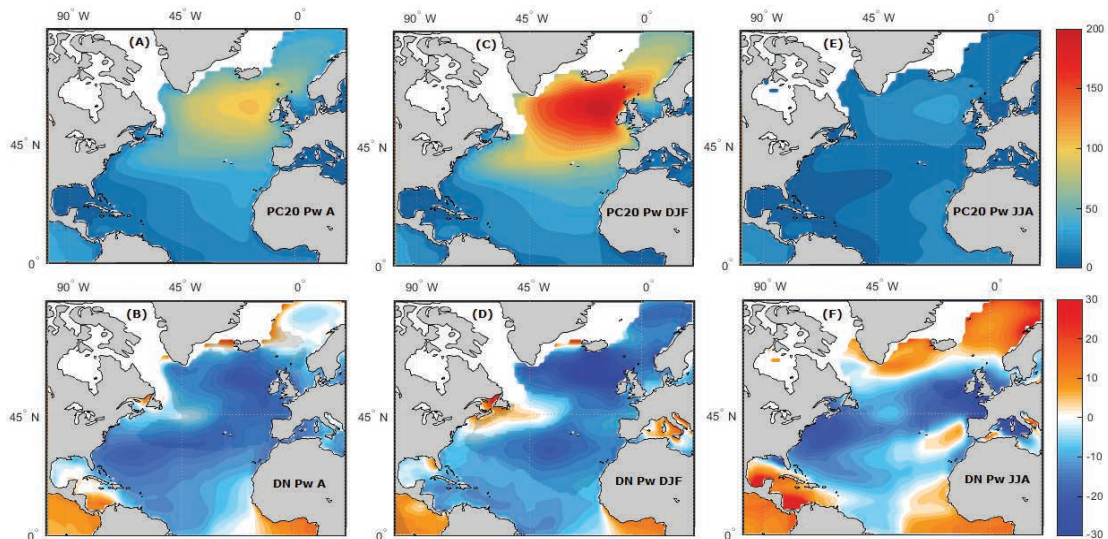 90° W 45° W 0°
90° W 45° W 0°
90° W 45° W 0°
(A)
(C)
(E)
200
150
100
50
0
45° N
45° N
45° N
PC20 Pw A
PC20 Pw DJF
PC20 Pw JJA
0°
0°
0°
90° W 45° W 0°
90° W 45° W 0°
90° W 45° W 0°
(B)
(D)
(F)
30
20
10
0
-10
-20
-30
45° N
45° N
45° N
DN Pw A
DN Pw DJF
DN Pw JJA
0°
0°
0°